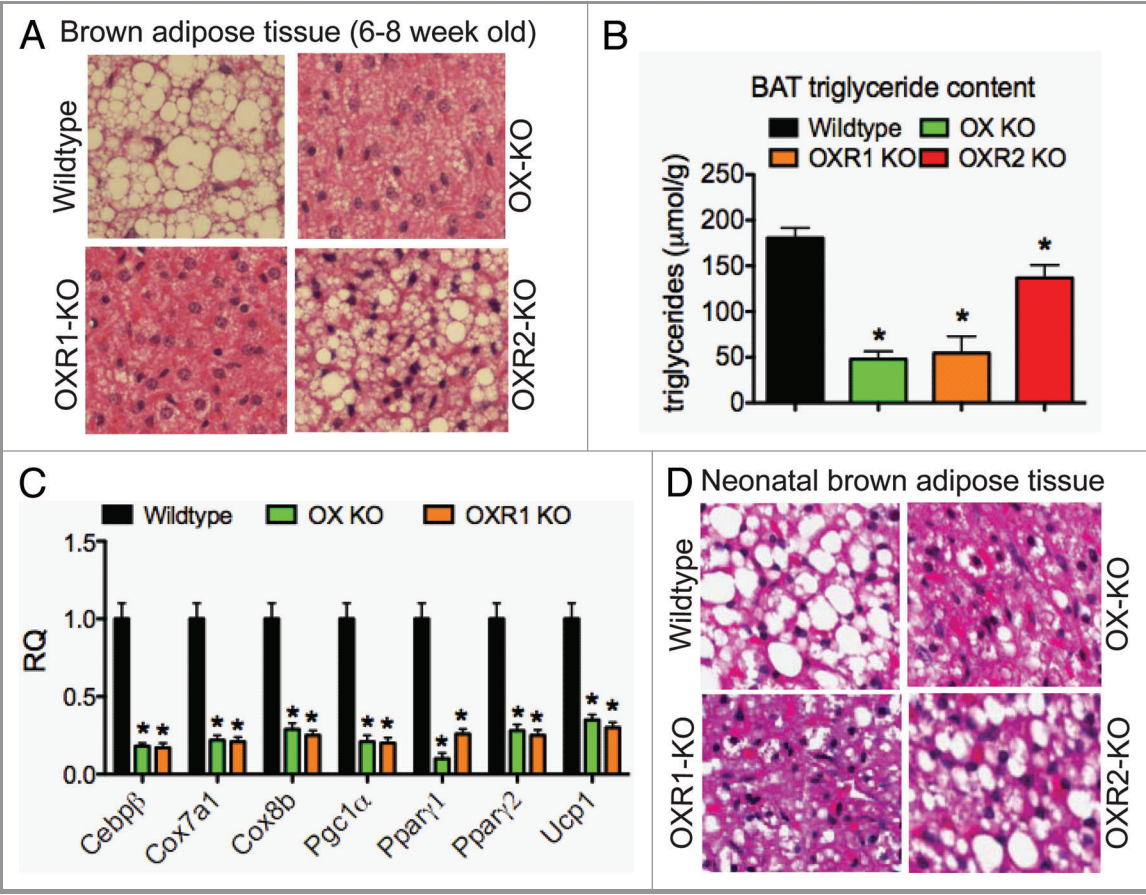 A Brown adipose tissue (6-8 week old)
Wildtype
OX-KO
OXR1-KO
OXR2-KO
B
BAT triglyceride content
Wildtype OX KO
OXR1 KO OXR2 KO
triglycerides (μmol/g)
250
200
150
100
50
0
*
*
*
C
Wildtype OX KO OXR1 KO
RQ
1.5
1.0
0.5
0.0
* * * * * * * * * * * * * *
Cebpβ Cox7a1 Cox8b Pgc1α Pparγ1 Pparγ2 Ucp1
D Neonatal brown adipose tissue
Wildtype
OX-KO
OXR1-KO
OXR2-KO